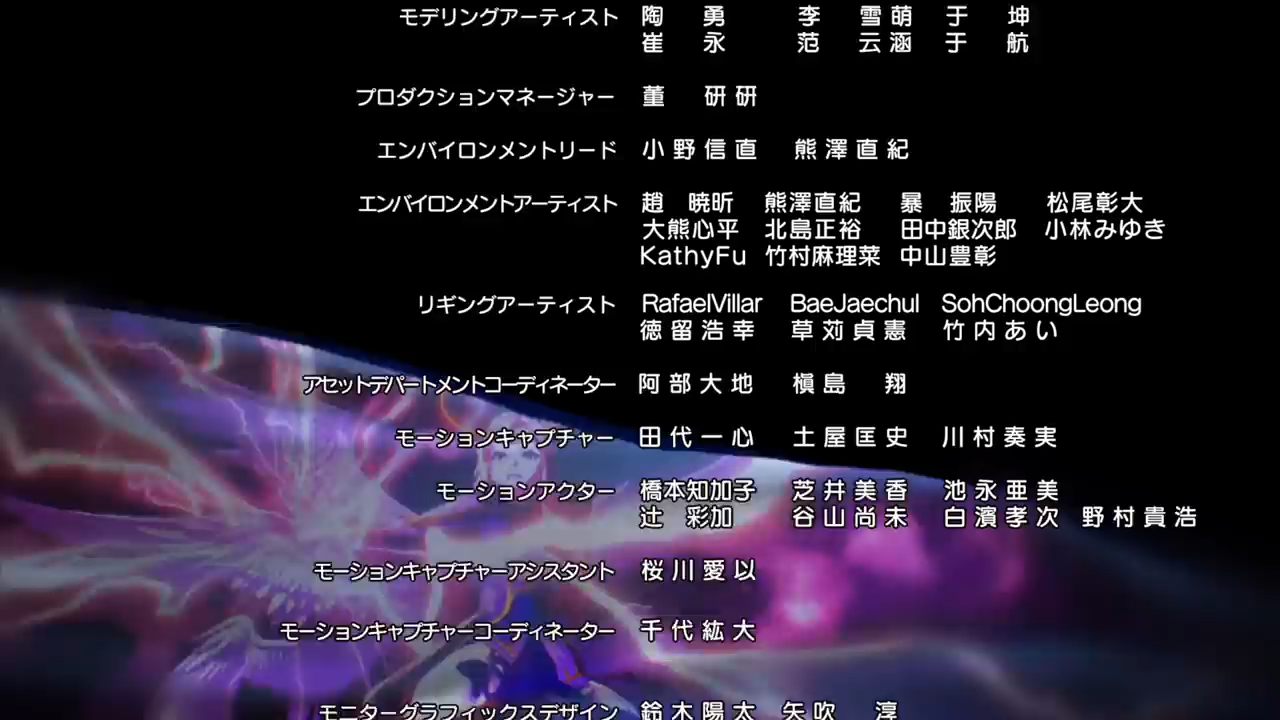 モデリングアーティスト 陶 勇 李 雪萌 于 坤
崔 永 范 云涵 于 航
プロダクションマネージャー 董 研研
エンバイロンメントリード 小野信直 熊澤直紀
エンバイロンメントアーティスト 趙 暁昕 熊澤直紀 暴 振陽 松尾彰大
大熊心平 北島正裕 田中銀次郎 小林みゆき
KathyFu 竹村麻理菜 中山豊彰
リギングアーティスト RafaelVillar BaeJaechul SohChoongLeong
徳留浩幸 草苅貞憲 竹内あい
アセットデパートメントコーディネーター 阿部大地 槇島 翔
モーションキャプチャー 田代一心 土屋匡史 川村奏実
モーションアクター 橋本知加子 芝井美香 池永亜美
辻 彩加 谷山尚未 白濱孝次 野村貴浩
モーションキャプチャーアシスタント 桜川愛以
モーションキャプチャーコーディネーター 千代紘大
モニターグラフィックスデザイン 鈴木陽太 矢吹 淳